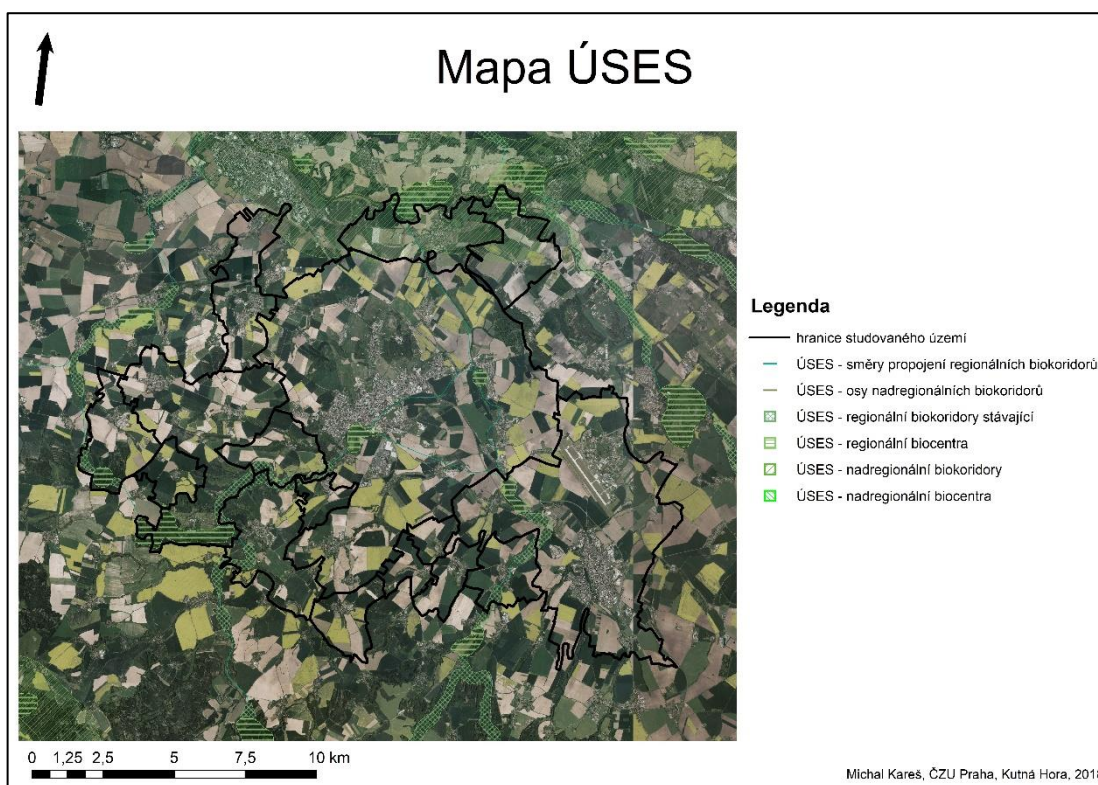 Mapa ÚSES
Legenda
hranice studovaného území
ÚSES - směry propojení regionálních biokoridorů
ÚSES - osy nadregionálních biokoridorů
ÚSES - regionální biokoridory stávající
ÚSES - regionální biocentra
ÚSES - nadregionální biokoridory
ÚSES - nadregionální biocentra
0 1,25 2,5 5 7,5 10 km
Michal Kareš, ČZU Praha, Kutná Hora, 2018